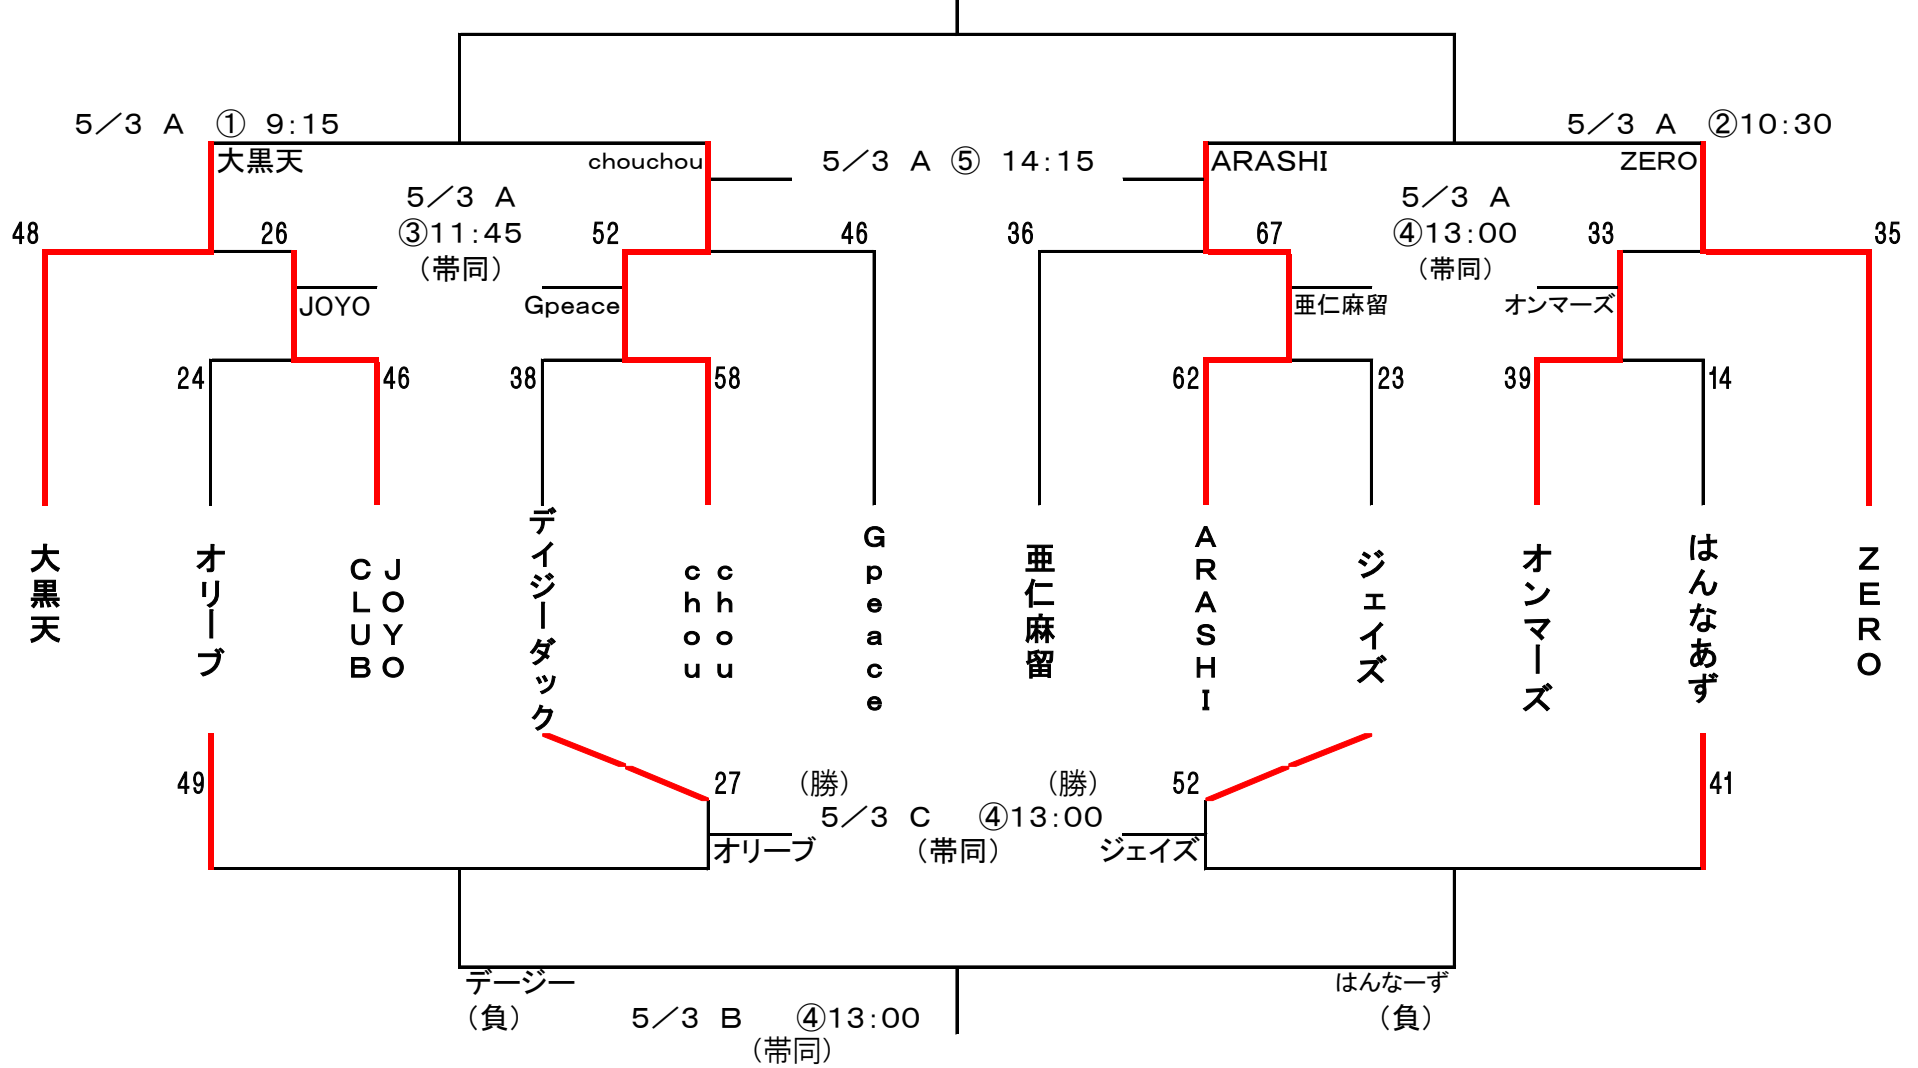 5／3 A ① 9：15
5／3 A ②10：30
大黒天
chouchou
5／3 A ⑤ 14：15
ARASHI
ZERO
5／3 A
5／3 A
48
26
③11：45
52
46
36
67
④13：00
33
35
（帯同）
（帯同）
JOYO
Gpeace
亜仁麻留
オンマーズ
24
46
38
58
62
23
39
14
大黒天
オリーブ
JOYO
CLUB
デイジーダック
chou
chou
Gpeace
亜仁麻留
ARASHI
ジェイズ
オンマーズ
はんなあず
ZERO
49
27
（勝）
（勝）
52
41
5／3 C ④13：00
オリーブ
（帯同）
ジェイズ
デージー
はんなーず
（負）
5／3 B ④13：00
（負）
（帯同）